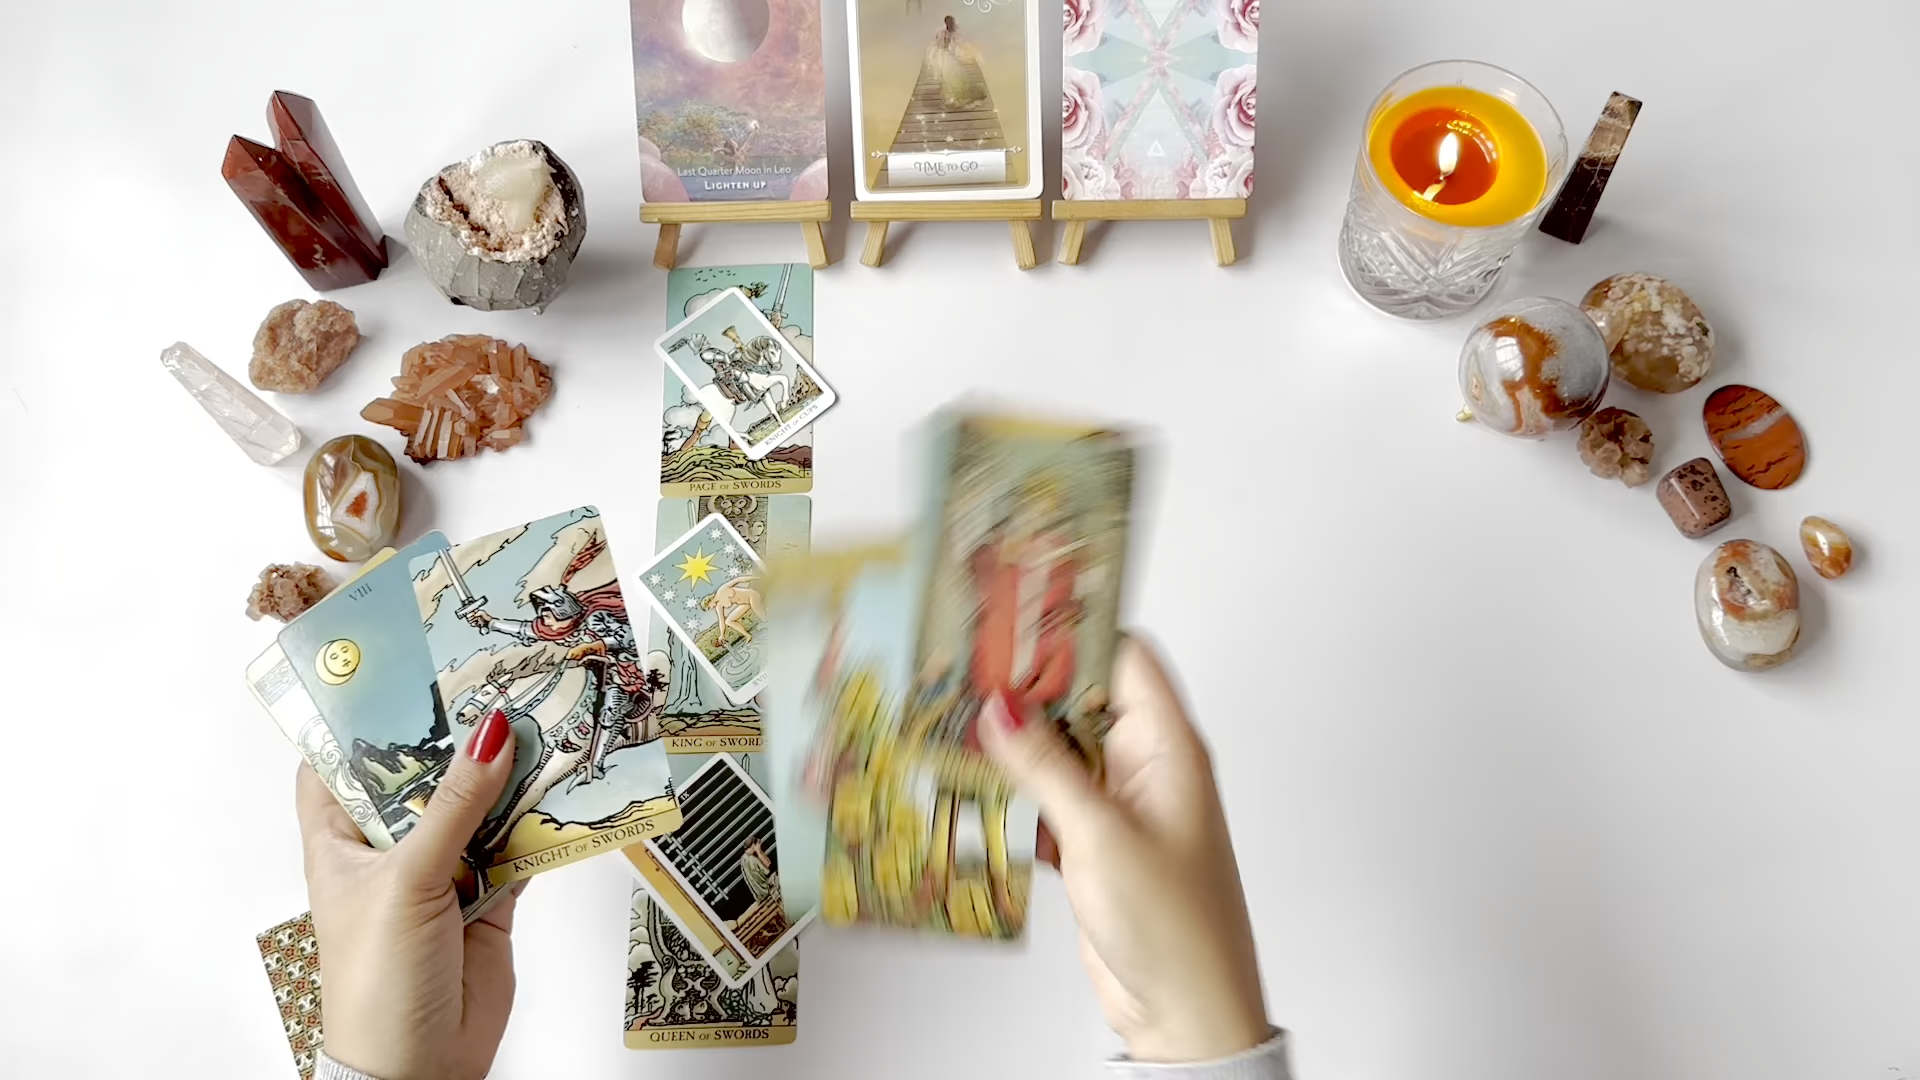 Last Quarter Moon in Leo
LIGHTEN UP
TIME TO GO
KNIGHT OF CUPS
PAGE OF SWORDS
VIII
KING OF SWORD
KNIGHT OF SWORDS
QUEEN OF SWORDS